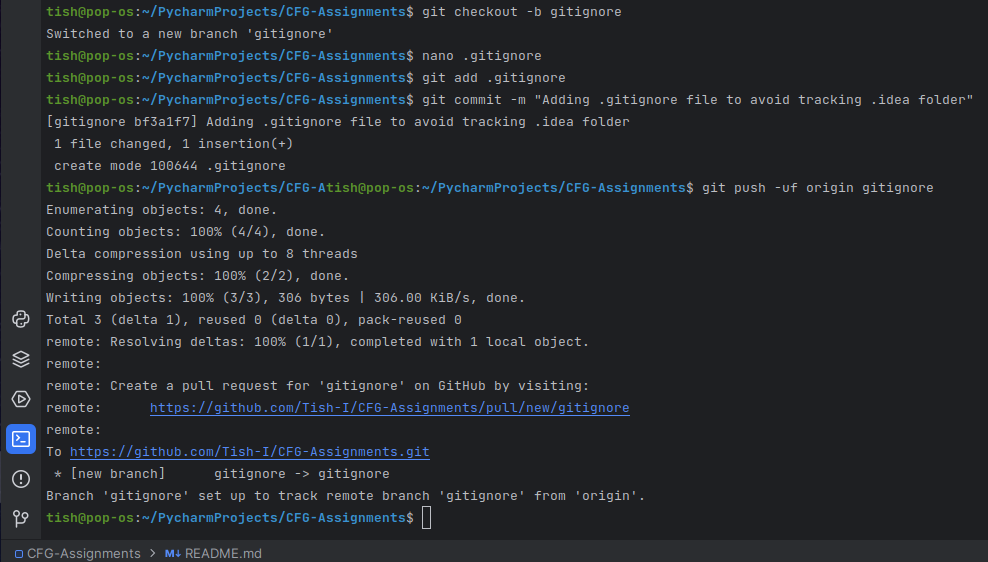 tish@pop-os:~/PycharmProjects/CFG-Assignments$ git checkout -b gitignore
Switched to a new branch 'gitignore'
tish@pop-os:~/PycharmProjects/CFG-Assignments$ nano .gitignore
tish@pop-os:~/PycharmProjects/CFG-Assignments$ git add .gitignore
tish@pop-os:~/PycharmProjects/CFG-Assignments$ git commit -m "Adding .gitignore file to avoid tracking .idea folder"
[gitignore bf3a1f7] Adding .gitignore file to avoid tracking .idea folder
 1 file changed, 1 insertion(+)
 create mode 100644 .gitignore
tish@pop-os:~/PycharmProjects/CFG-Atish@pop-os:~/PycharmProjects/CFG-Assignments$ git push -uf origin gitignore
Enumerating objects: 4, done.
Counting objects: 100% (4/4), done.
Delta compression using up to 8 threads
Compressing objects: 100% (2/2), done.
Writing objects: 100% (3/3), 306 bytes | 306.00 KiB/s, done.
Total 3 (delta 1), reused 0 (delta 0), pack-reused 0
remote: Resolving deltas: 100% (1/1), completed with 1 local object.
remote:
remote: Create a pull request for 'gitignore' on GitHub by visiting:
remote:      https://github.com/Tish-I/CFG-Assignments/pull/new/gitignore
remote:
To https://github.com/Tish-I/CFG-Assignments.git
 * [new branch]      gitignore -> gitignore
Branch 'gitignore' set up to track remote branch 'gitignore' from 'origin'.
tish@pop-os:~/PycharmProjects/CFG-Assignments$
CFG-Assignments > M↓ README.md